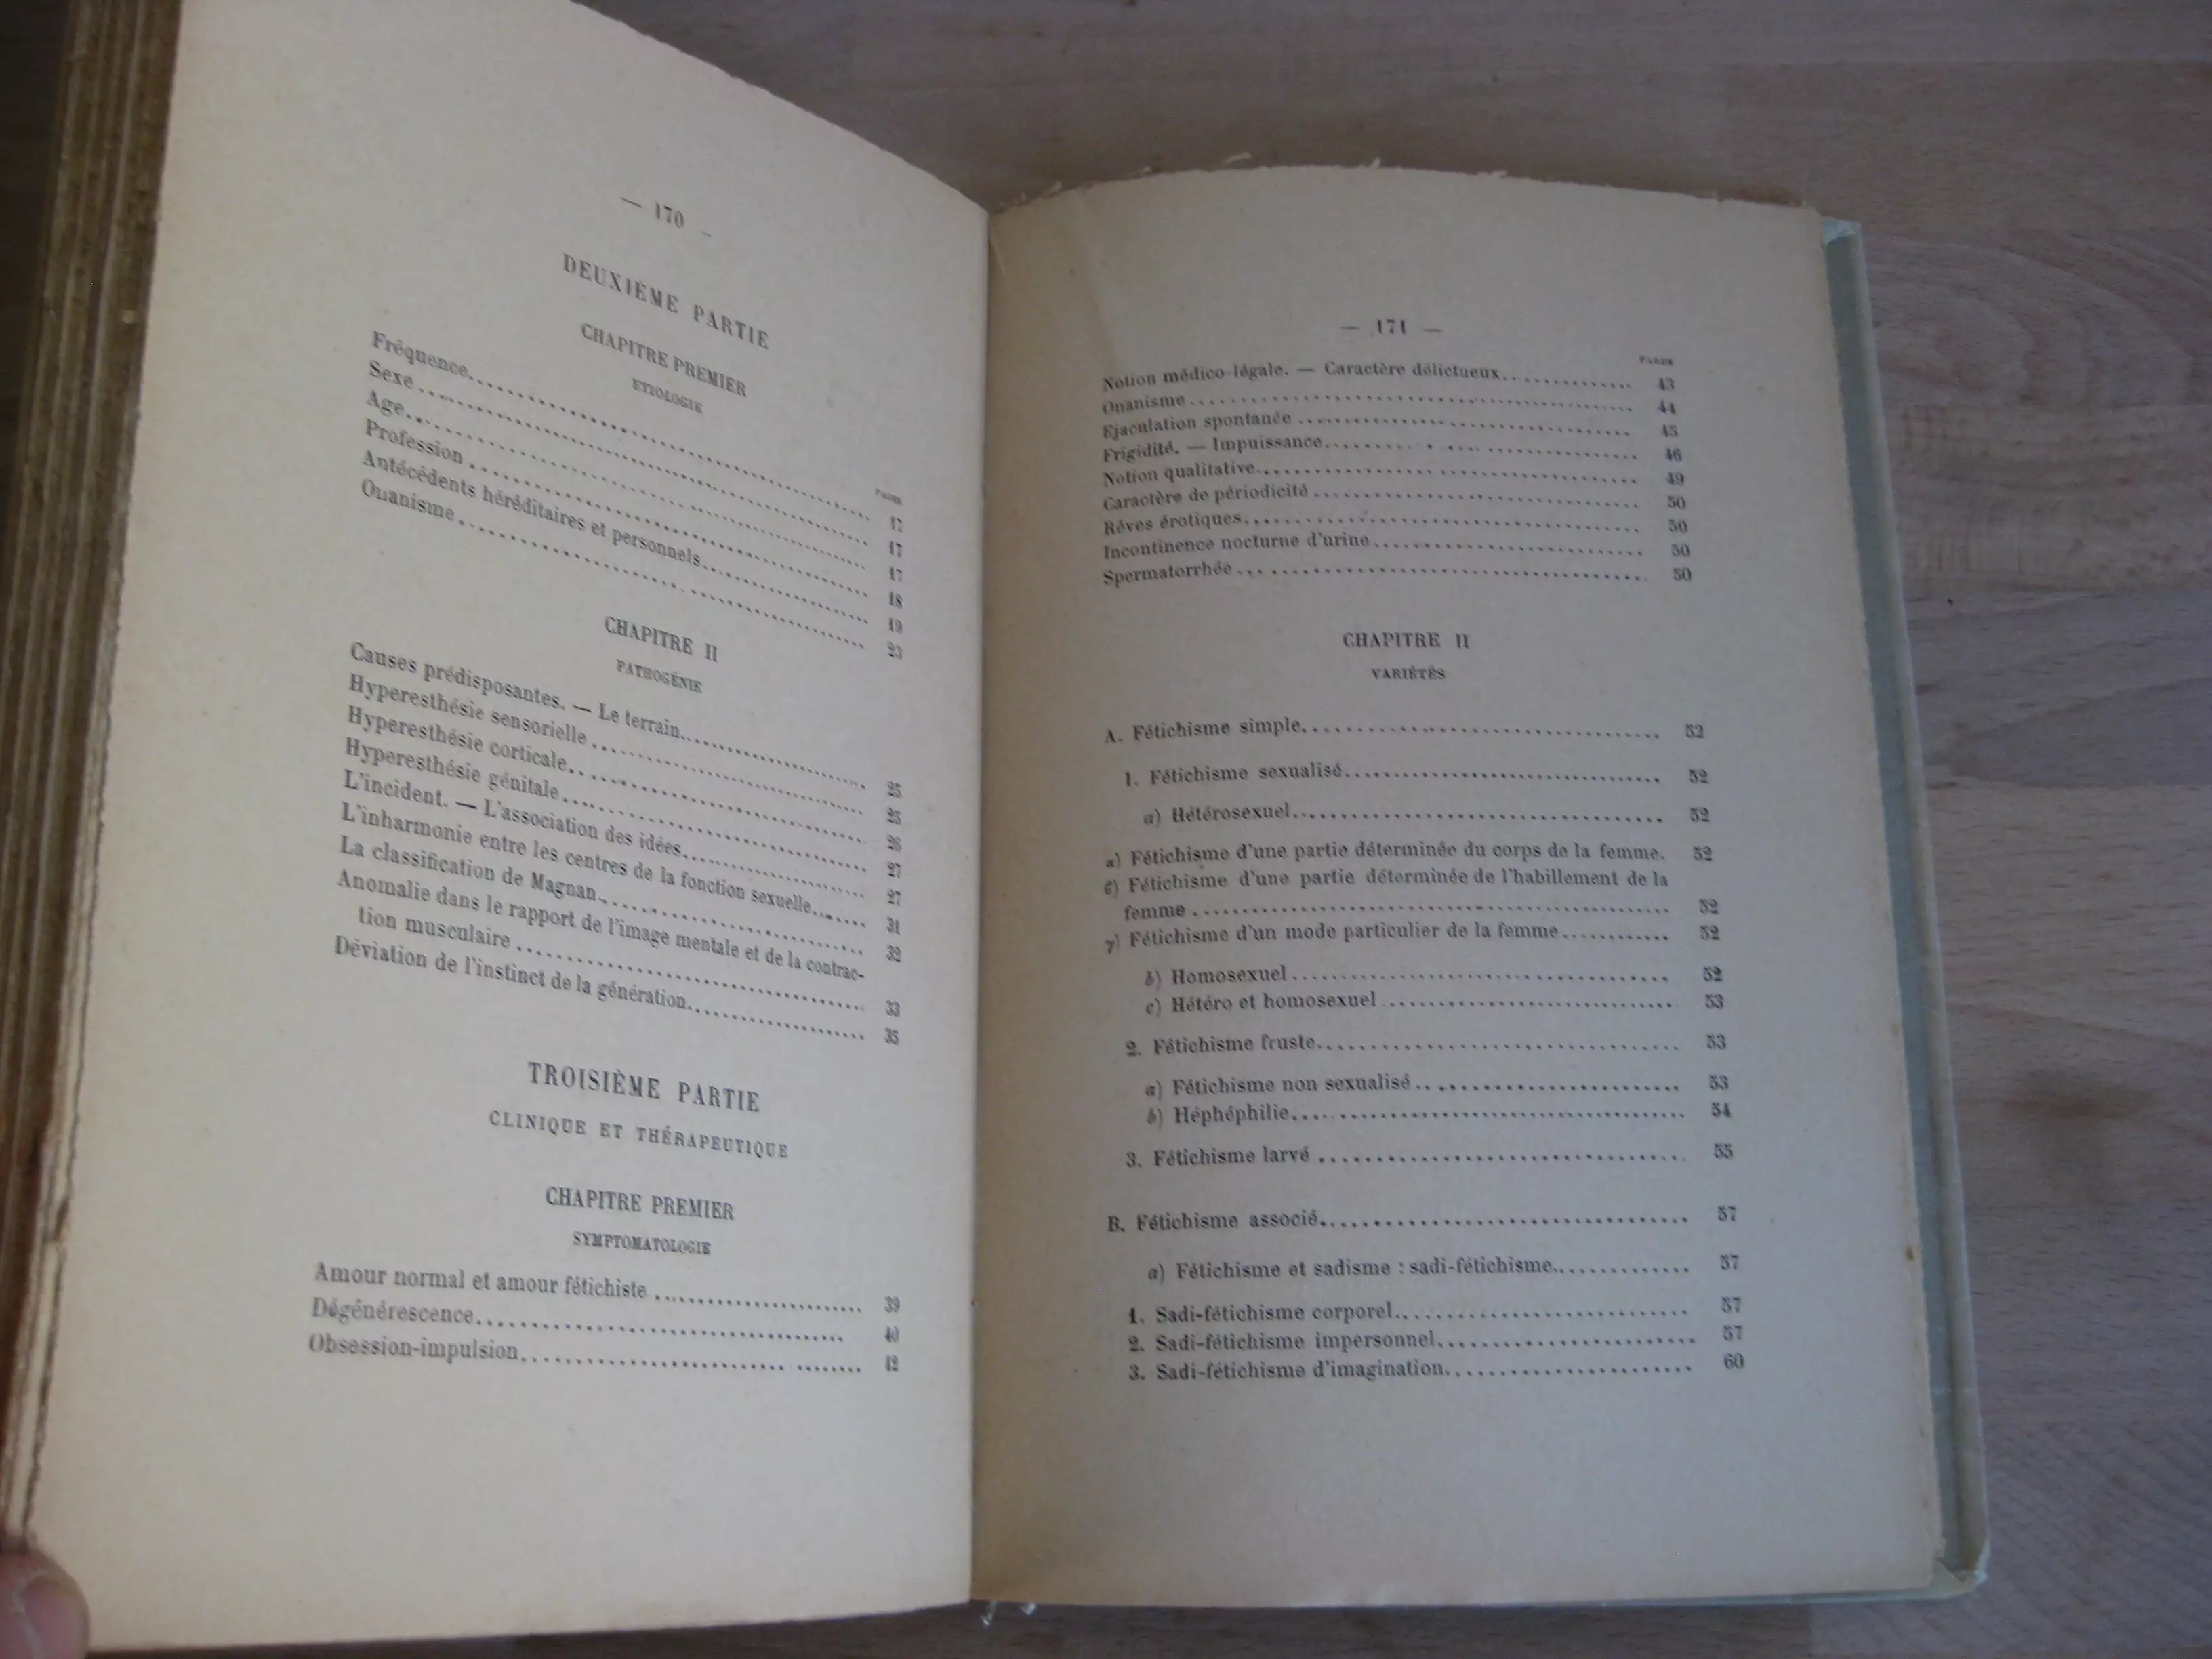 — 170 —
DEUXIÈME PARTIE
CHAPITRE PREMIER
ETIOLOGIE
PAGES
Fréquence........ 17
Sexe........ 17
Age........ 17
Profession........ 18
Antécédents héréditaires et personnels........ 19
Onanisme........ 23
CHAPITRE II
PATHOGÉNIE
Causes prédisposantes. — Le terrain........ 25
Hyperesthésie sensorielle........ 25
Hyperesthésie corticale........ 26
Hyperesthésie génitale........ 27
L'incident. — L'association des idées........ 27
L'inharmonie entre les centres de la fonction sexuelle........ 31
La classification de Magnan........ 32
Anomalie dans le rapport de l'image mentale et de la contrac-
tion musculaire........ 33
Déviation de l'instinct de la génération........ 35
TROISIÈME PARTIE
CLINIQUE ET THÉRAPEUTIQUE
CHAPITRE PREMIER
SYMPTOMATOLOGIE
Amour normal et amour fétichiste........ 39
Dégénérescence........ 40
Obsession-impulsion........ 42
— 171 —
PAGES
Notion médico-légale. — Caractère délictueux........ 43
Onanisme........ 44
Ejaculation spontanée........ 45
Frigidité. — Impuissance........ 46
Notion qualitative........ 49
Caractère de périodicité........ 50
Rêves érotiques........ 50
Incontinence nocturne d'urine........ 50
Spermatorrhée........ 50
CHAPITRE II
VARIÉTÉS
A. Fétichisme simple........ 52
1. Fétichisme sexualisé........ 52
a) Hétérosexuel........ 52
α) Fétichisme d'une partie déterminée du corps de la femme. 52
β) Fétichisme d'une partie déterminée de l'habillement de la
femme........ 52
γ) Fétichisme d'un mode particulier de la femme........ 52
b) Homosexuel........ 52
c) Hétéro et homosexuel........ 53
2. Fétichisme fruste........ 53
a) Fétichisme non sexualisé........ 53
b) Héphéphilie........ 54
3. Fétichisme larvé........ 55
B. Fétichisme associé........ 57
a) Fétichisme et sadisme : sadi-fétichisme........ 57
1. Sadi-fétichisme corporel........ 57
2. Sadi-fétichisme impersonnel........ 57
3. Sadi-fétichisme d'imagination........ 60